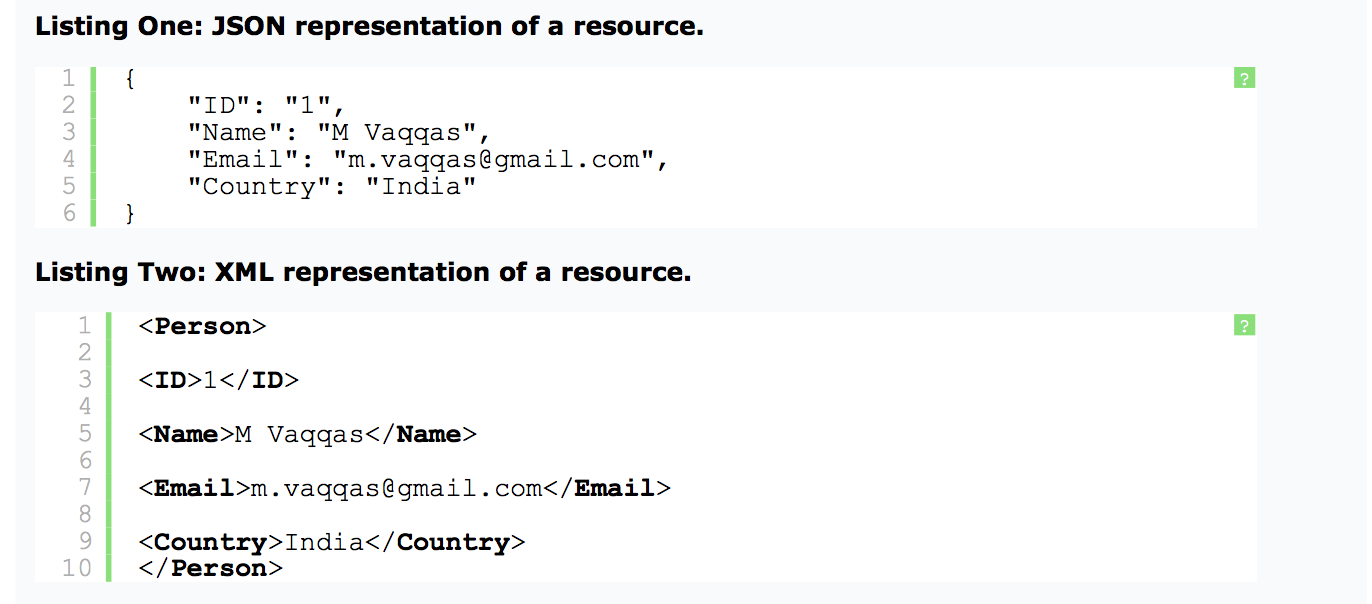 Listing One: JSON representation of a resource.
1 {
?
2 "ID": "1",
3 "Name": "M Vaqqas",
4 "Email": "m.vaqqas@gmail.com",
5 "Country": "India"
6 }
Listing Two: XML representation of a resource.
1 <Person>
?
2
3 <ID>1</ID>
4
5 <Name>M Vaqqas</Name>
6
7 <Email>m.vaqqas@gmail.com</Email>
8
9 <Country>India</Country>
10 </Person>